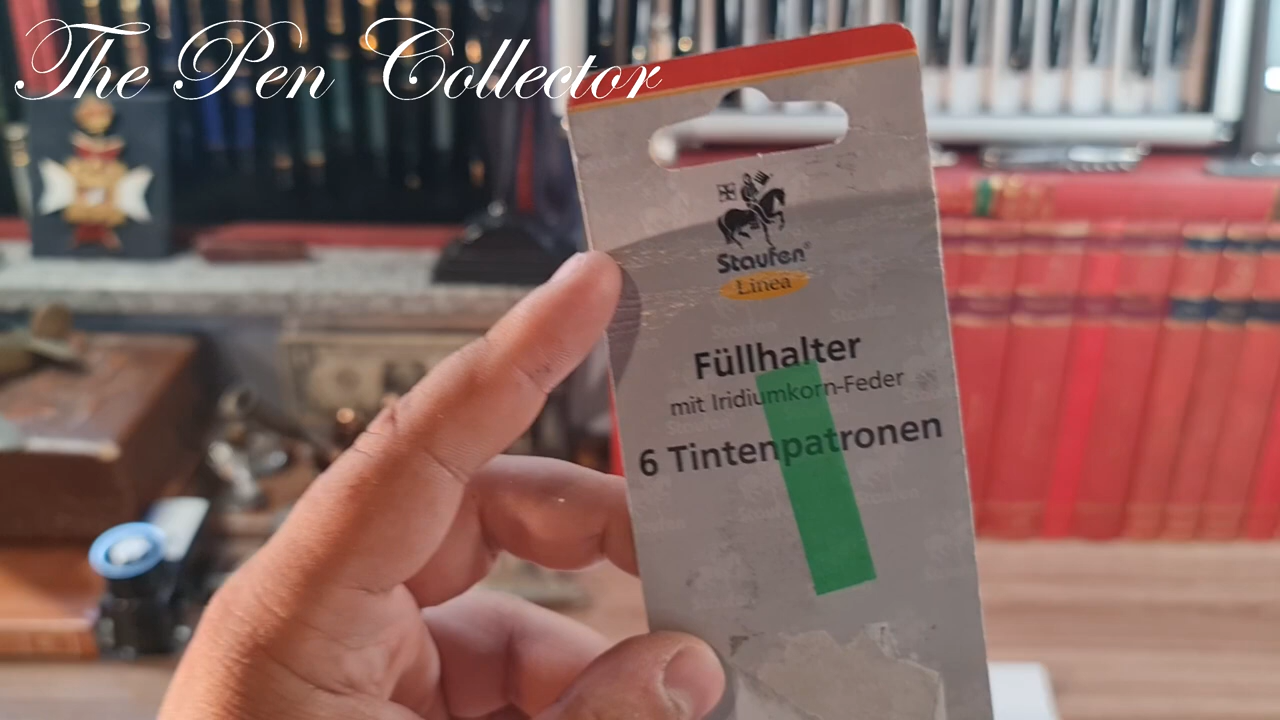 The Pen Collector
Staufen®
Linea
Füllhalter
mit Iridiumkorn-Feder
6 Tintenpatronen